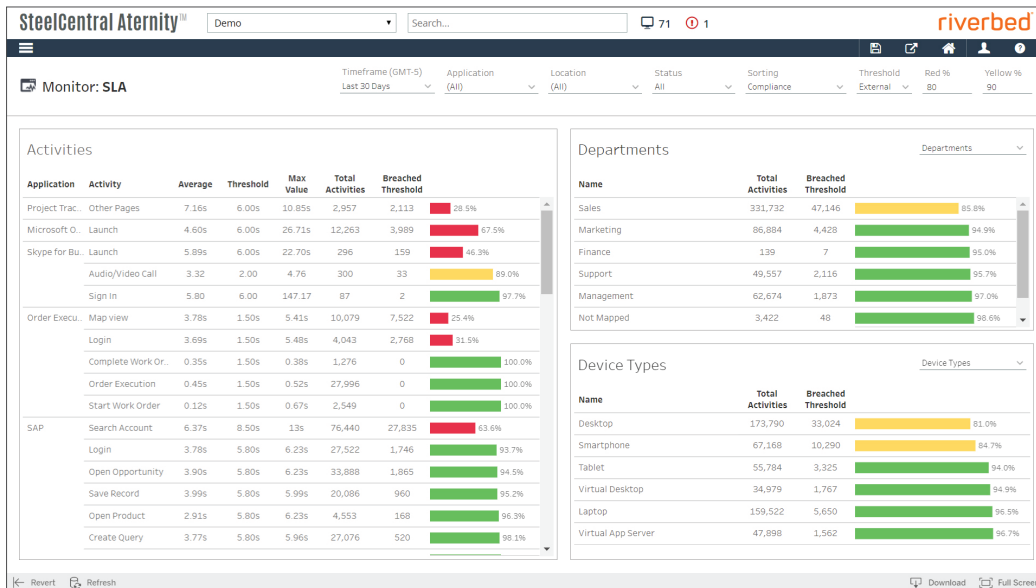 SteelCentral Aternity™ Demo Search... 71 1 riverbed
Monitor: SLA
Timeframe (GMT-5) Application Location Status Sorting Threshold Red % Yellow %
Last 30 Days (All) (All) All Compliance External 80 90
Activities
Application Activity Average Threshold Max Value Total Activities Breached Threshold
Project Trac.. Other Pages 7.16s 6.00s 10.85s 2,957 2,113 28.5%
Microsoft O.. Launch 4.60s 6.00s 26.71s 12,263 3,989 67.5%
Skype for Bu.. Launch 5.89s 6.00s 22.70s 296 159 46.3%
Audio/Video Call 3.32 2.00 4.76 300 33 89.0%
Sign In 5.80 6.00 147.17 87 2 97.7%
Order Execu.. Map view 3.78s 1.50s 5.41s 10,079 7,522 25.4%
Login 3.69s 1.50s 5.48s 4,043 2,768 31.5%
Complete Work Or.. 0.35s 1.50s 0.38s 1,276 0 100.0%
Order Execution 0.45s 1.50s 0.52s 27,996 0 100.0%
Start Work Order 0.12s 1.50s 0.67s 2,549 0 100.0%
SAP Search Account 6.37s 8.50s 13s 76,440 27,835 63.6%
Login 3.78s 5.80s 6.23s 27,522 1,746 93.7%
Open Opportunity 3.90s 5.80s 6.23s 33,888 1,865 94.5%
Save Record 3.99s 5.80s 5.99s 20,086 960 95.2%
Open Product 2.91s 5.80s 6.23s 4,553 168 96.3%
Create Query 3.77s 5.80s 5.96s 27,076 520 98.1%
Departments Departments
Name Total Activities Breached Threshold
Sales 331,732 47,146 85.8%
Marketing 86,884 4,428 94.9%
Finance 139 7 95.0%
Support 49,557 2,116 95.7%
Management 62,674 1,873 97.0%
Not Mapped 3,422 48 98.6%
Device Types Device Types
Name Total Activities Breached Threshold
Desktop 173,790 33,024 81.0%
Smartphone 67,168 10,290 84.7%
Tablet 55,784 3,325 94.0%
Virtual Desktop 34,979 1,767 94.9%
Laptop 159,522 5,650 96.5%
Virtual App Server 47,898 1,562 96.7%
Revert Refresh Download Full Screen